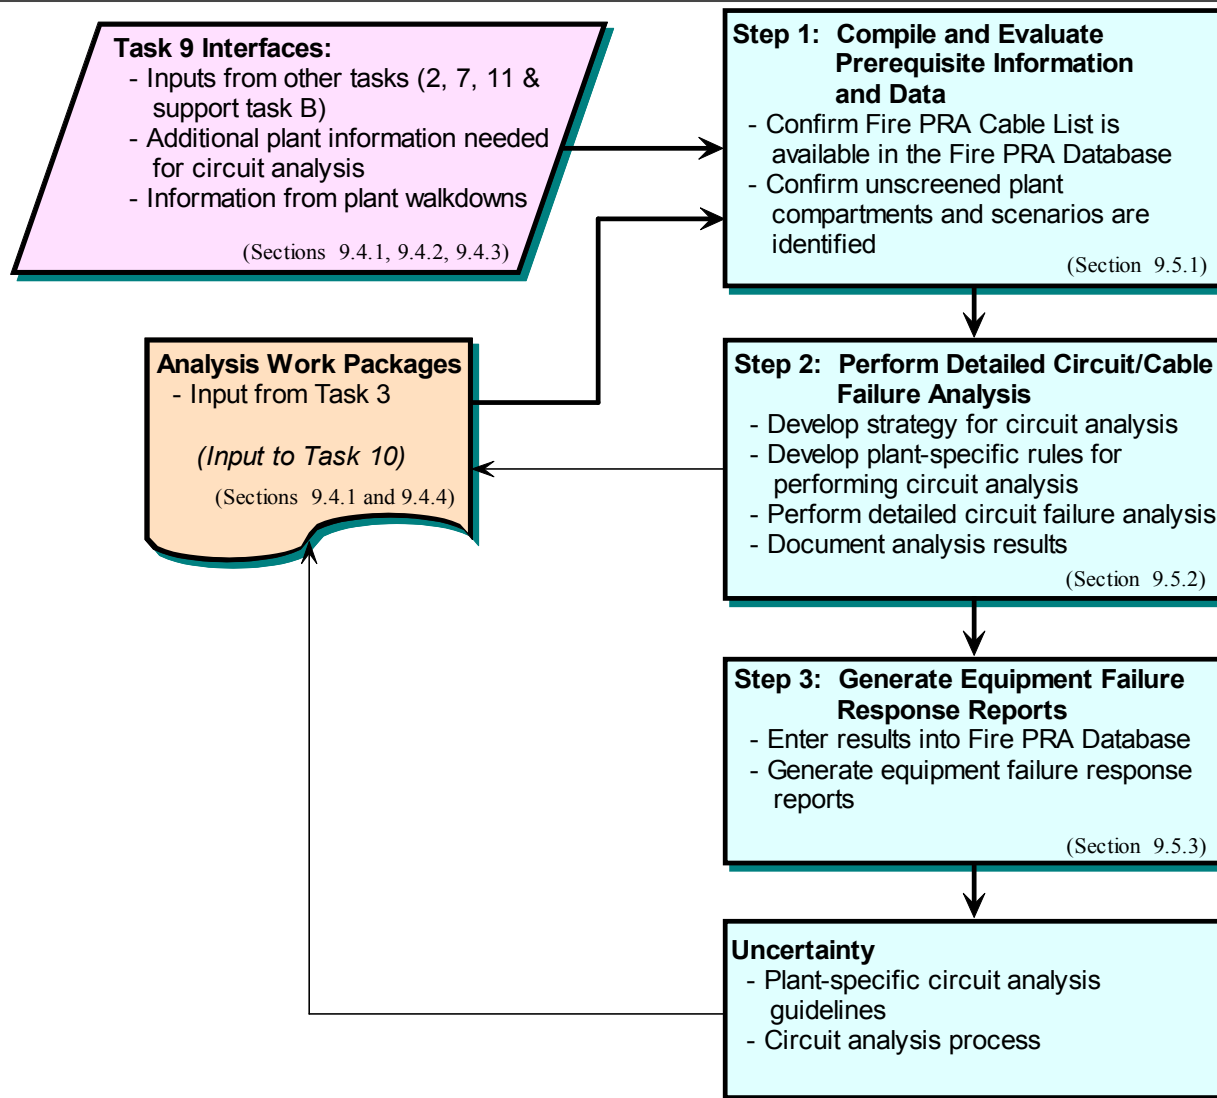 Task 9 Interfaces:
- Inputs from other tasks (2, 7, 11 &
support task B)
- Additional plant information needed
for circuit analysis
- Information from plant walkdowns
(Sections 9.4.1, 9.4.2, 9.4.3)
Step 1: Compile and Evaluate
Prerequisite Information
and Data
- Confirm Fire PRA Cable List is
available in the Fire PRA Database
- Confirm unscreened plant
compartments and scenarios are
identified
(Section 9.5.1)
Analysis Work Packages
- Input from Task 3
(Input to Task 10)
(Sections 9.4.1 and 9.4.4)
Step 2: Perform Detailed Circuit/Cable
Failure Analysis
- Develop strategy for circuit analysis
- Develop plant-specific rules for
performing circuit analysis
- Perform detailed circuit failure analysis
- Document analysis results
(Section 9.5.2)
Step 3: Generate Equipment Failure
Response Reports
- Enter results into Fire PRA Database
- Generate equipment failure response
reports
(Section 9.5.3)
Uncertainty
- Plant-specific circuit analysis
guidelines
- Circuit analysis process